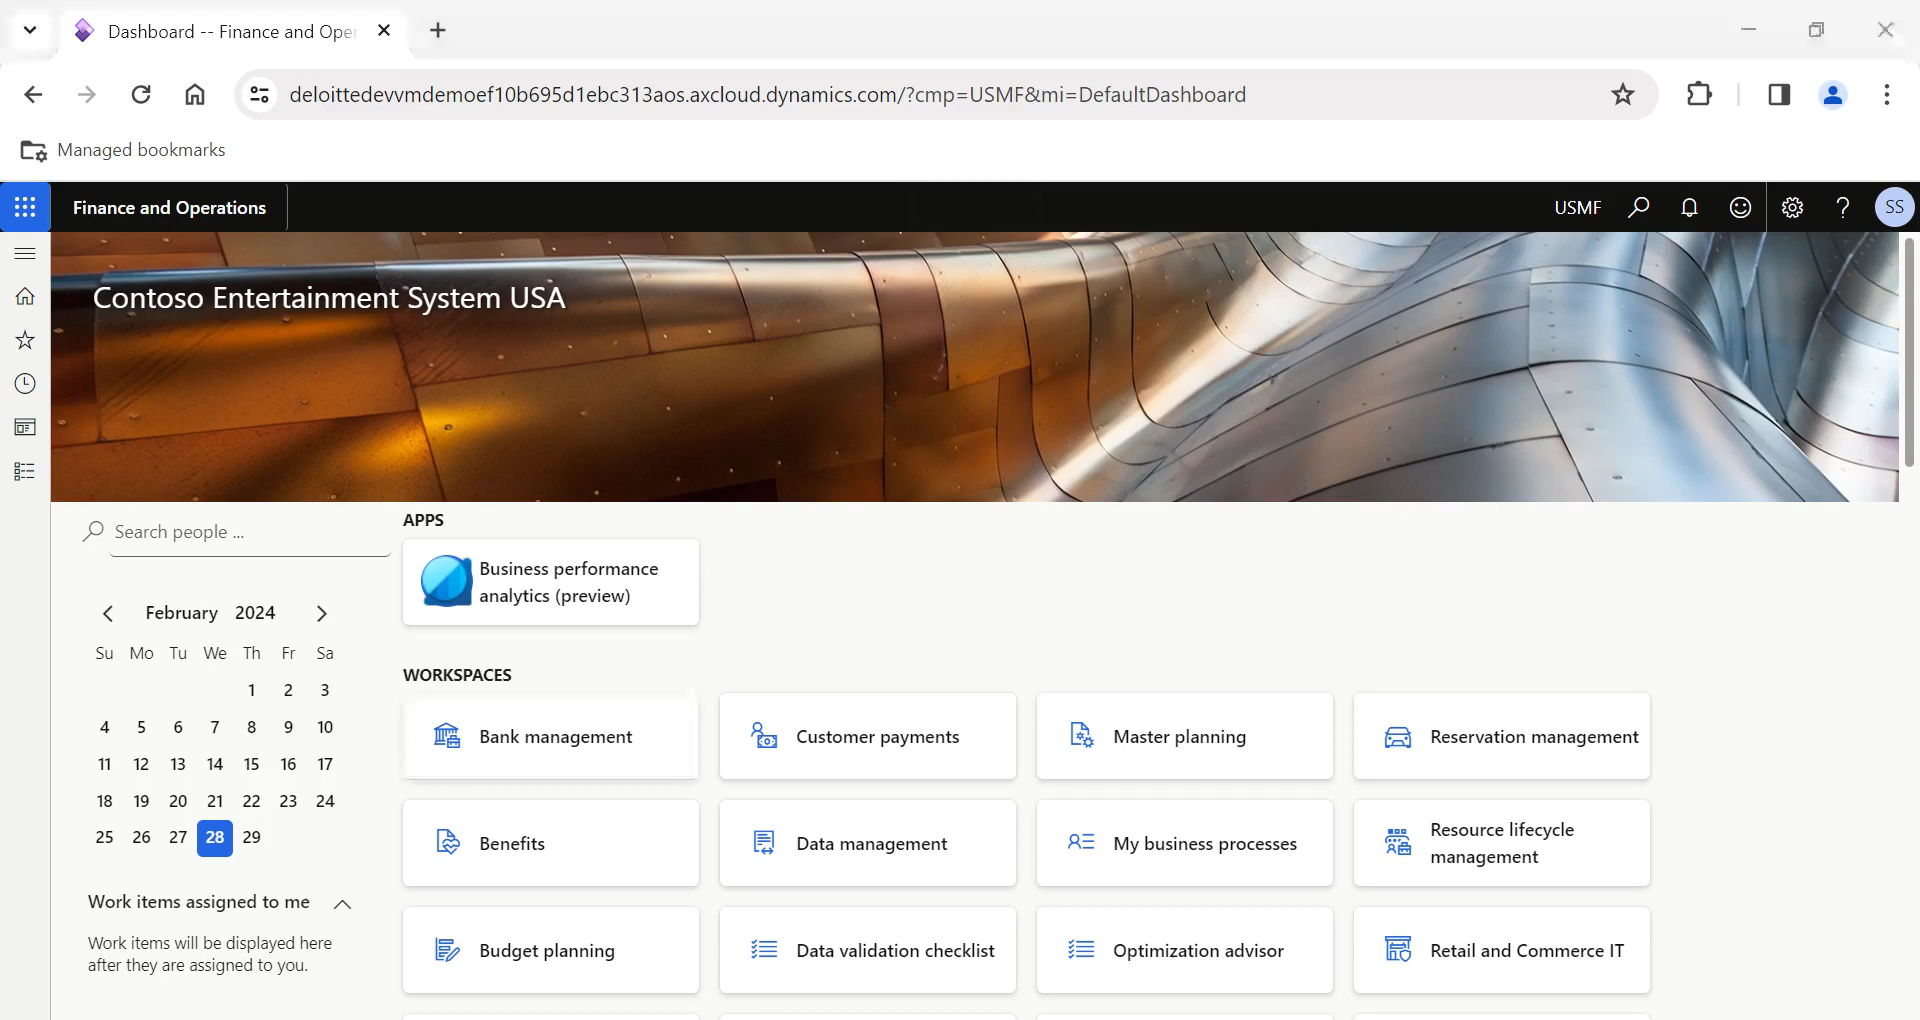 Dashboard -- Finance and Ope
deloittedevvmdemoef10b695d1ebc313aos.axcloud.dynamics.com/?cmp=USMF&mi=DefaultDashboard
Managed bookmarks
Finance and Operations
USMF
SS
Contoso Entertainment System USA
Search people ...
February 2024
Su Mo Tu We Th Fr Sa
1 2 3
4 5 6 7 8 9 10
11 12 13 14 15 16 17
18 19 20 21 22 23 24
25 26 27 28 29
Work items assigned to me
Work items will be displayed here
after they are assigned to you.
APPS
Business performance
analytics (preview)
WORKSPACES
Bank management
Customer payments
Master planning
Reservation management
Benefits
Data management
My business processes
Resource lifecycle
management
Budget planning
Data validation checklist
Optimization advisor
Retail and Commerce IT